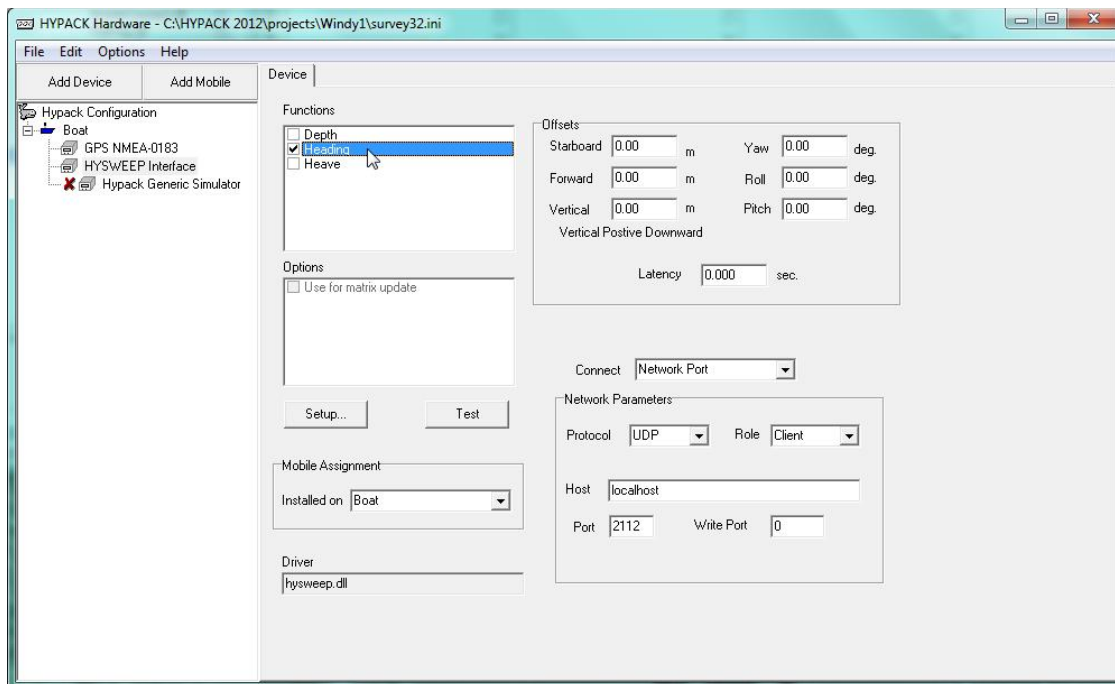 HYPACK Hardware - C:\HYPACK 2012\projects\Windy1\survey32.ini
File Edit Options Help
Add Device Add Mobile
Hypack Configuration
Boat
GPS NMEA-0183
HYSWEEP Interface
Hypack Generic Simulator
Device
Functions
Depth
Heading
Heave
Options
Use for matrix update
Setup... Test
Mobile Assignment
Installed on Boat
Driver
hysweep.dll
Offsets
Starboard 0.00 m Yaw 0.00 deg.
Forward 0.00 m Roll 0.00 deg.
Vertical 0.00 m Pitch 0.00 deg.
Vertical Postive Downward
Latency 0.000 sec.
Connect Network Port
Network Parameters
Protocol UDP Role Client
Host localhost
Port 2112 Write Port 0